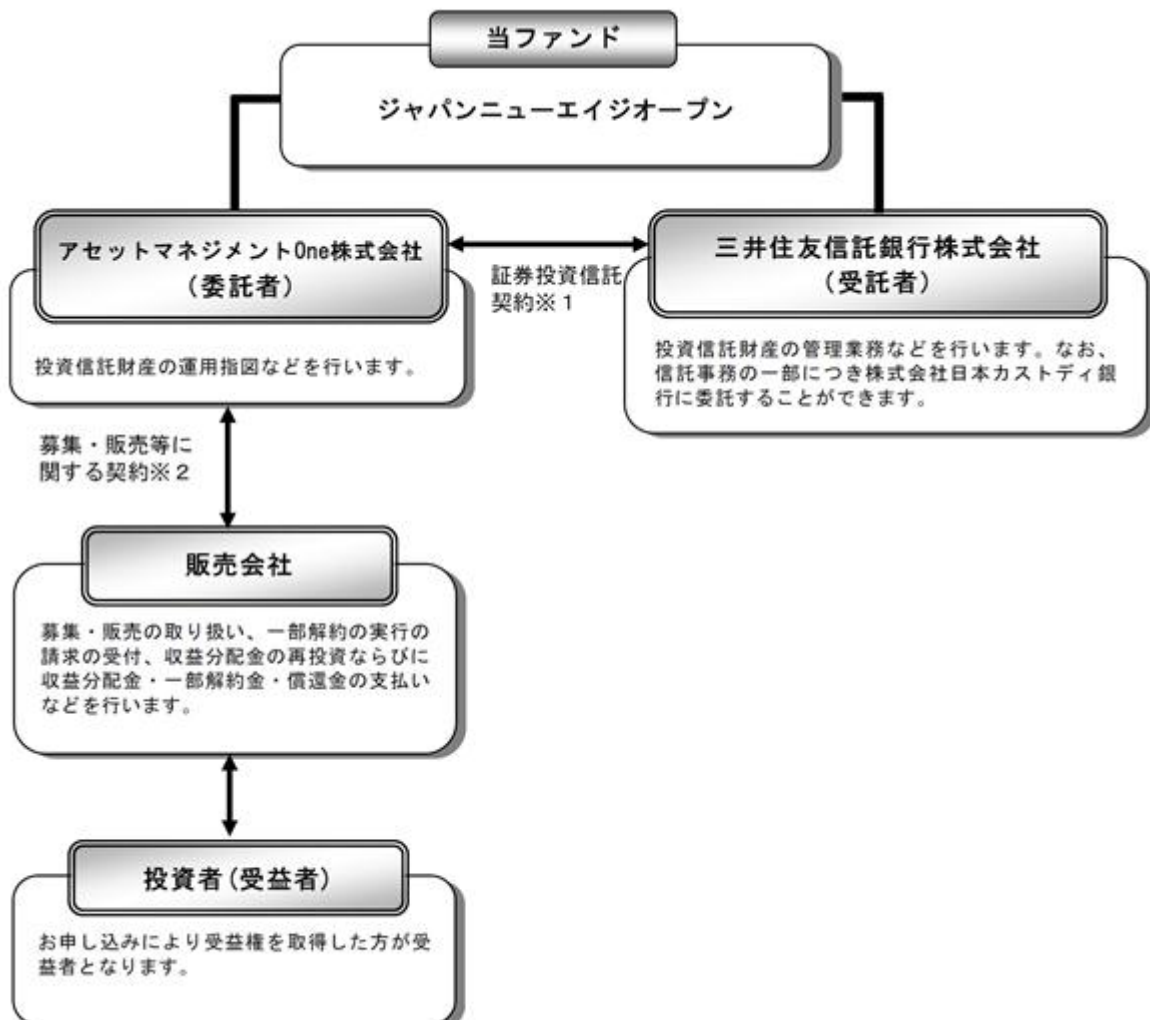 当ファンド
ジャパンニューエイジオープン
アセットマネジメントOne株式会社
(委託者)
投資信託財産の運用指図などを行います。
証券投資信託
契約※1
三井住友信託銀行株式会社
(受託者)
投資信託財産の管理業務などを行います。なお、
信託事務の一部につき株式会社日本カストディ銀
行に委託することができます。
募集・販売等に
関する契約※2
販売会社
募集・販売の取り扱い、一部解約の実行の
請求の受付、収益分配金の再投資ならびに
収益分配金・一部解約金・償還金の支払い
などを行います。
投資者(受益者)
お申し込みにより受益権を取得した方が受
益者となります。